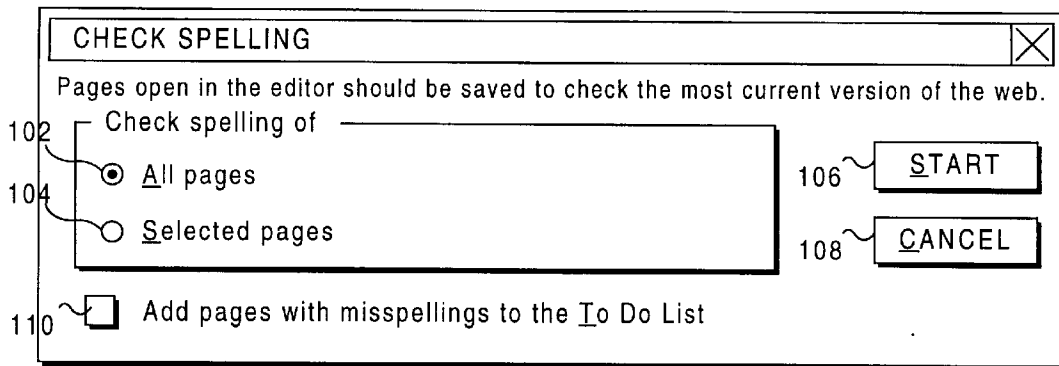 CHECK SPELLING
Pages open in the editor should be saved to check the most current version of the web.
Check spelling of
102
All pages
104
Selected pages
106 START
108 CANCEL
110 Add pages with misspellings to the To Do List